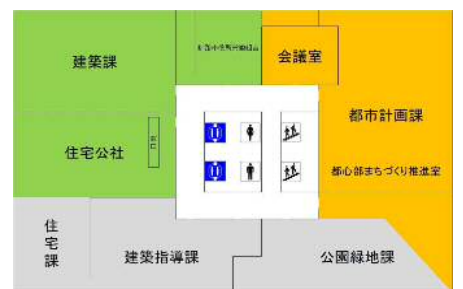 建築課
会議室
都市計画課
住宅公社
窓口
都心部まちづくり推進室
住宅課
建築指導課
公園緑地課